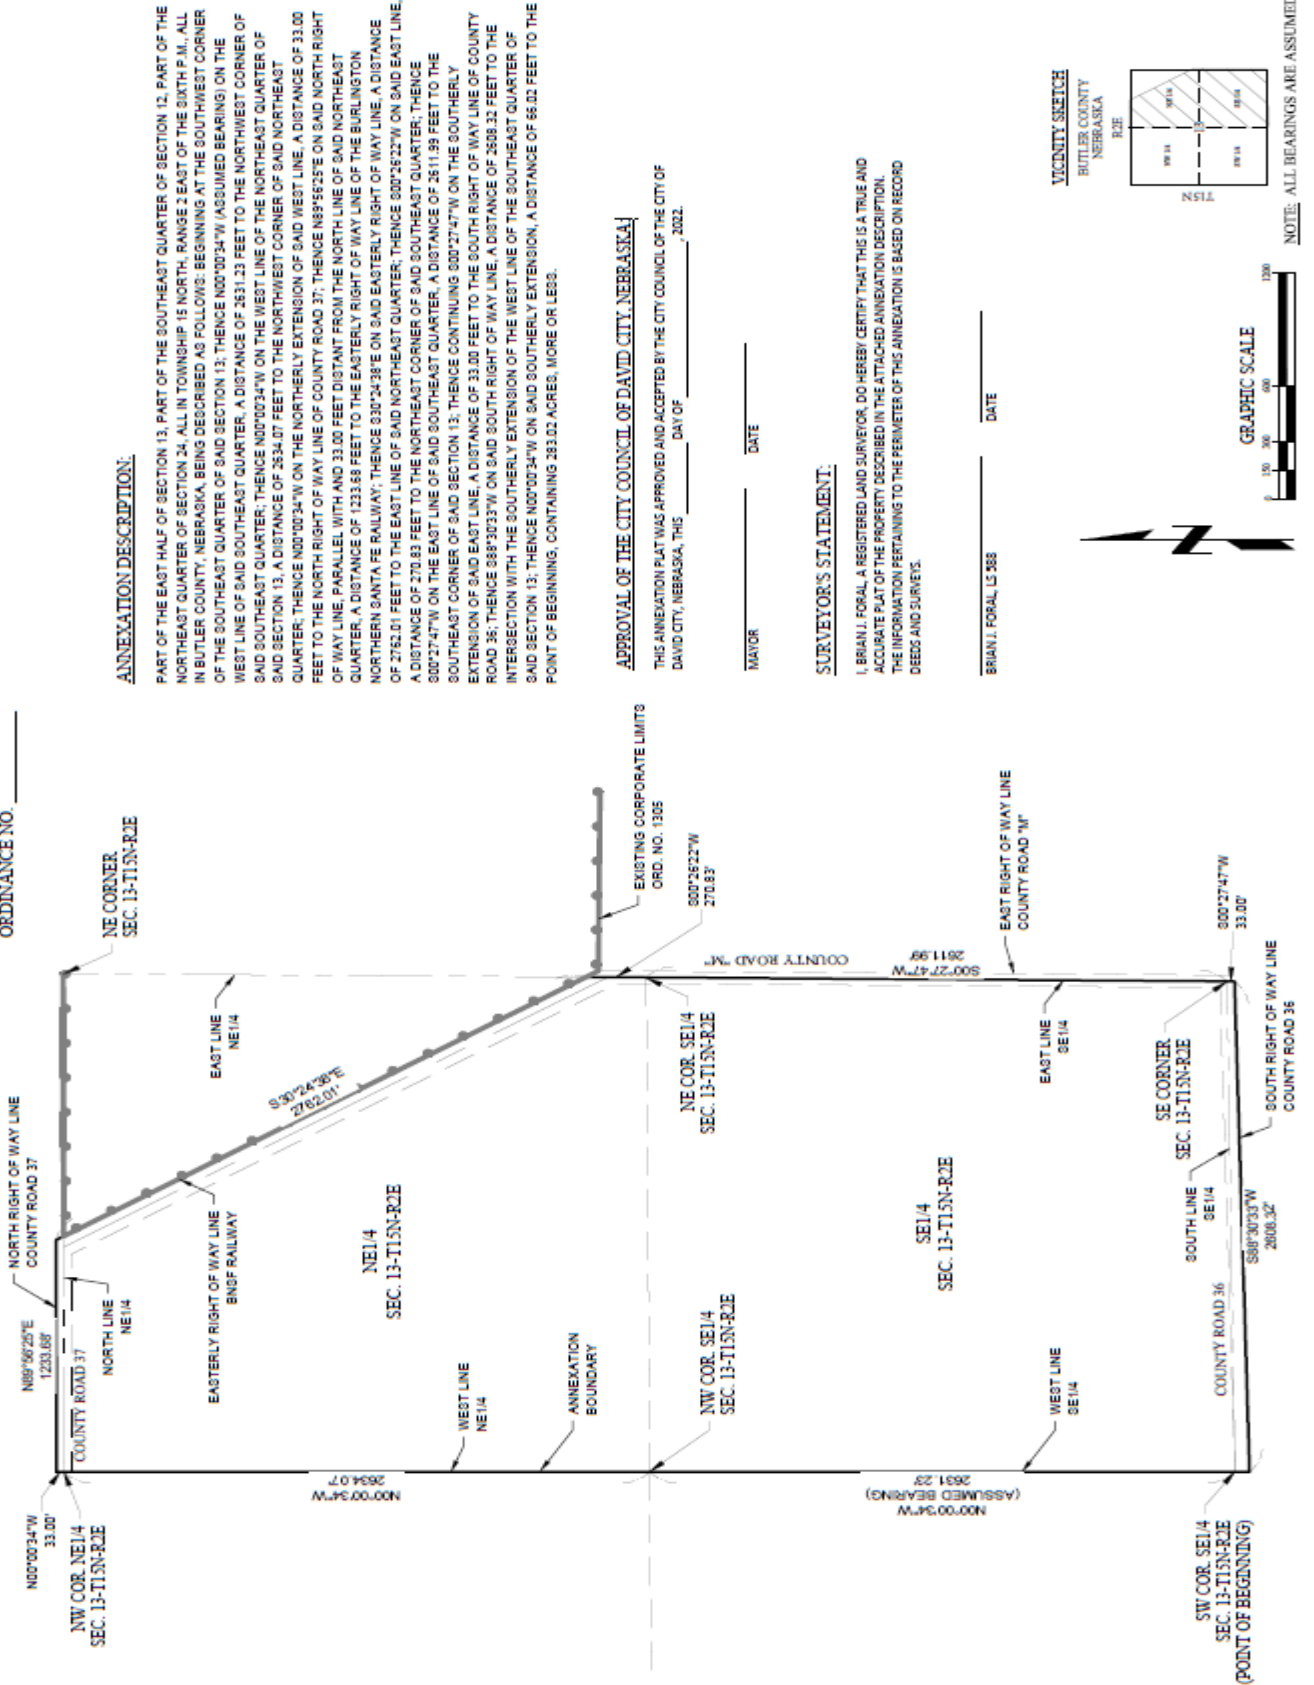 ORDINANCE NO.
N00°00'34"W
33.00'
NW COR. NE1/4
SEC. 13-T15N-R2E
N89°56'25"E
1233.68'
NORTH RIGHT OF WAY LINE
COUNTY ROAD 37
COUNTY ROAD 37
NORTH LINE
NE1/4
NE CORNER
SEC. 13-T15N-R2E
EAST LINE
NE1/4
S30°24'38"E
2762.01'
EASTERLY RIGHT OF WAY LINE
BNSF RAILWAY
NE1/4
SEC. 13-T15N-R2E
N00°00'34"W
2634.07'
WEST LINE
NE1/4
ANNEXATION
BOUNDARY
EXISTING CORPORATE LIMITS
ORD. NO. 1305
S00°26'22"W
270.83'
NW COR. SE1/4
SEC. 13-T15N-R2E
NE COR. SE1/4
SEC. 13-T15N-R2E
COUNTY ROAD "M"
S00°27'47"W
2611.99'
EAST RIGHT OF WAY LINE
COUNTY ROAD "M"
SE1/4
SEC. 13-T15N-R2E
EAST LINE
SE1/4
WEST LINE
SE1/4
N00°00'34"W
(ASSUMED BEARING)
2631.23'
SE CORNER
SEC. 13-T15N-R2E
S00°27'47"W
33.00'
SOUTH LINE
SE1/4
COUNTY ROAD 36
S88°30'33"W
2608.32'
SOUTH RIGHT OF WAY LINE
COUNTY ROAD 36
SW COR. SE1/4
SEC. 13-T15N-R2E
(POINT OF BEGINNING)
ANNEXATION DESCRIPTION:
PART OF THE EAST HALF OF SECTION 13, PART OF THE SOUTHEAST QUARTER OF SECTION 12, PART OF THE
NORTHEAST QUARTER OF SECTION 24, ALL IN TOWNSHIP 15 NORTH, RANGE 2 EAST OF THE SIXTH P.M., ALL
IN BUTLER COUNTY, NEBRASKA, BEING DESCRIBED AS FOLLOWS: BEGINNING AT THE SOUTHWEST CORNER
OF THE SOUTHEAST QUARTER OF SAID SECTION 13; THENCE N00°00'34"W (ASSUMED BEARING) ON THE
WEST LINE OF SAID SOUTHEAST QUARTER, A DISTANCE OF 2631.23 FEET TO THE NORTHWEST CORNER OF
SAID SOUTHEAST QUARTER; THENCE N00°00'34"W ON THE WEST LINE OF THE NORTHEAST QUARTER OF
SAID SECTION 13, A DISTANCE OF 2634.07 FEET TO THE NORTHWEST CORNER OF SAID NORTHEAST
QUARTER; THENCE N00°00'34"W ON THE NORTHERLY EXTENSION OF SAID WEST LINE, A DISTANCE OF 33.00
FEET TO THE NORTH RIGHT OF WAY LINE OF COUNTY ROAD 37; THENCE N89°56'25"E ON SAID NORTH RIGHT
OF WAY LINE, PARALLEL WITH AND 33.00 FEET DISTANT FROM THE NORTH LINE OF SAID NORTHEAST
QUARTER, A DISTANCE OF 1233.68 FEET TO THE EASTERLY RIGHT OF WAY LINE OF THE BURLINGTON
NORTHERN SANTA FE RAILWAY; THENCE S30°24'38"E ON SAID EASTERLY RIGHT OF WAY LINE, A DISTANCE
OF 2762.01 FEET TO THE EAST LINE OF SAID NORTHEAST QUARTER; THENCE S00°26'22"W ON SAID EAST LINE,
A DISTANCE OF 270.83 FEET TO THE NORTHEAST CORNER OF SAID SOUTHEAST QUARTER; THENCE
S00°27'47"W ON THE EAST LINE OF SAID SOUTHEAST QUARTER, A DISTANCE OF 2611.99 FEET TO THE
SOUTHEAST CORNER OF SAID SECTION 13; THENCE CONTINUING S00°27'47"W ON THE SOUTHERLY
EXTENSION OF SAID EAST LINE, A DISTANCE OF 33.00 FEET TO THE SOUTH RIGHT OF WAY LINE OF COUNTY
ROAD 36; THENCE S88°30'33"W ON SAID SOUTH RIGHT OF WAY LINE, A DISTANCE OF 2608.32 FEET TO THE
INTERSECTION WITH THE SOUTHERLY EXTENSION OF THE WEST LINE OF THE SOUTHEAST QUARTER OF
SAID SECTION 13; THENCE N00°00'34"W ON SAID SOUTHERLY EXTENSION, A DISTANCE OF 66.02 FEET TO THE
POINT OF BEGINNING, CONTAINING 283.02 ACRES, MORE OR LESS.
APPROVAL OF THE CITY COUNCIL OF DAVID CITY, NEBRASKA:
THIS ANNEXATION PLAT WAS APPROVED AND ACCEPTED BY THE CITY COUNCIL OF THE CITY OF
DAVID CITY, NEBRASKA, THIS DAY OF , 2022.
MAYOR DATE
SURVEYOR'S STATEMENT:
I, BRIAN J. FORAL, A REGISTERED LAND SURVEYOR, DO HEREBY CERTIFY THAT THIS IS A TRUE AND
ACCURATE PLAT OF THE PROPERTY DESCRIBED IN THE ATTACHED ANNEXATION DESCRIPTION.
THE INFORMATION PERTAINING TO THE PERIMETER OF THIS ANNEXATION IS BASED ON RECORD
DEEDS AND SURVEYS.
BRIAN J. FORAL, LS 588 DATE
N
GRAPHIC SCALE
0 150 300 600 1200
VICINITY SKETCH
BUTLER COUNTY
NEBRASKA
R2E
T15N
NW 1/4
NE 1/4
13
SW 1/4
SE 1/4
NOTE: ALL BEARINGS ARE ASSUMED